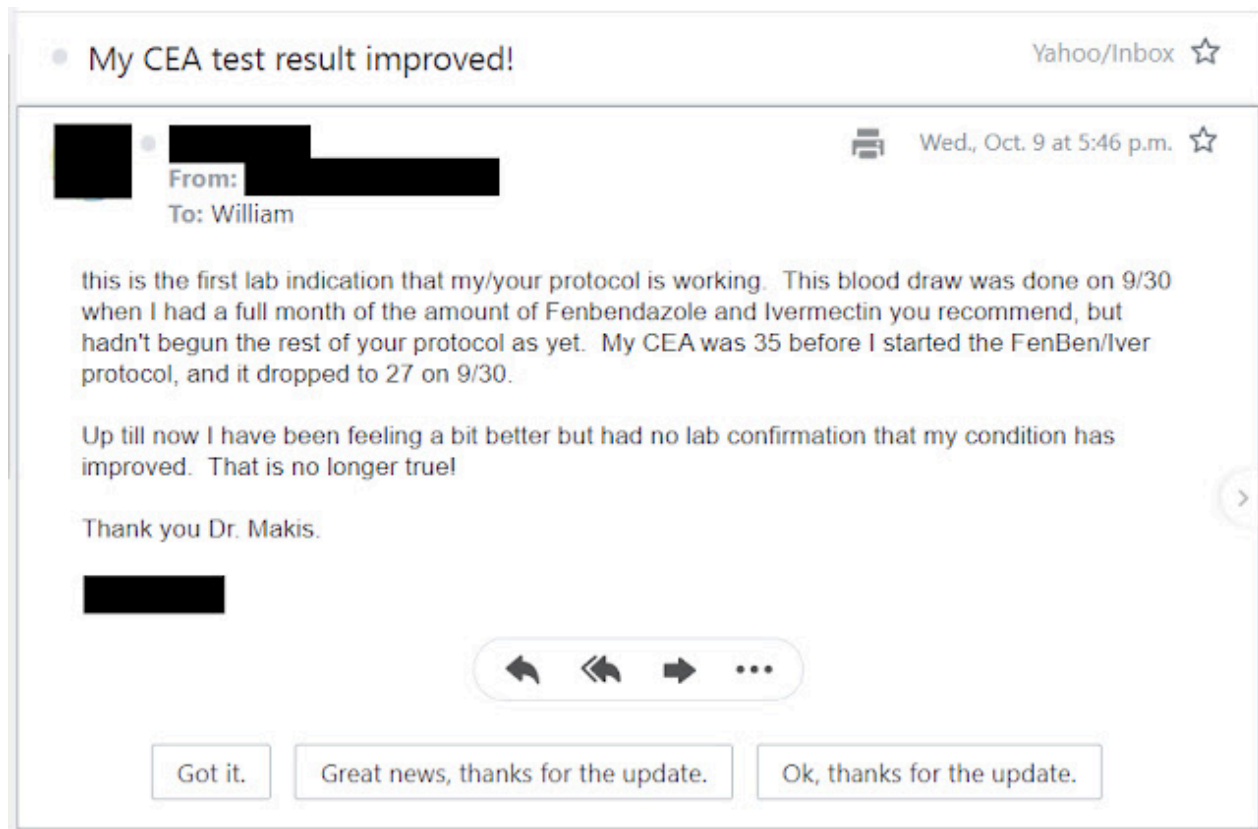 My CEA test result improved!
Yahoo/Inbox
Wed., Oct. 9 at 5:46 p.m.
From:
To: William
this is the first lab indication that my/your protocol is working.  This blood draw was done on 9/30
when I had a full month of the amount of Fenbendazole and Ivermectin you recommend, but
hadn't begun the rest of your protocol as yet.  My CEA was 35 before I started the FenBen/Iver
protocol, and it dropped to 27 on 9/30.
Up till now I have been feeling a bit better but had no lab confirmation that my condition has
improved.  That is no longer true!
Thank you Dr. Makis.
Got it.
Great news, thanks for the update.
Ok, thanks for the update.